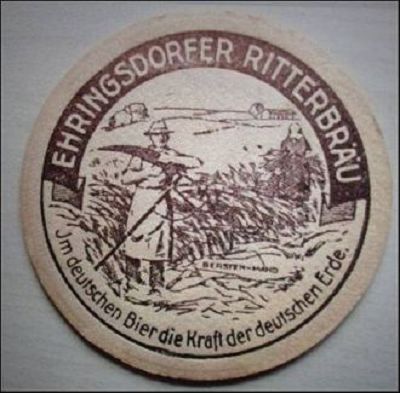 EHRINGSDORFER RITTERBRÄU
Im deutschen Bier die Kraft der deutschen Erde.